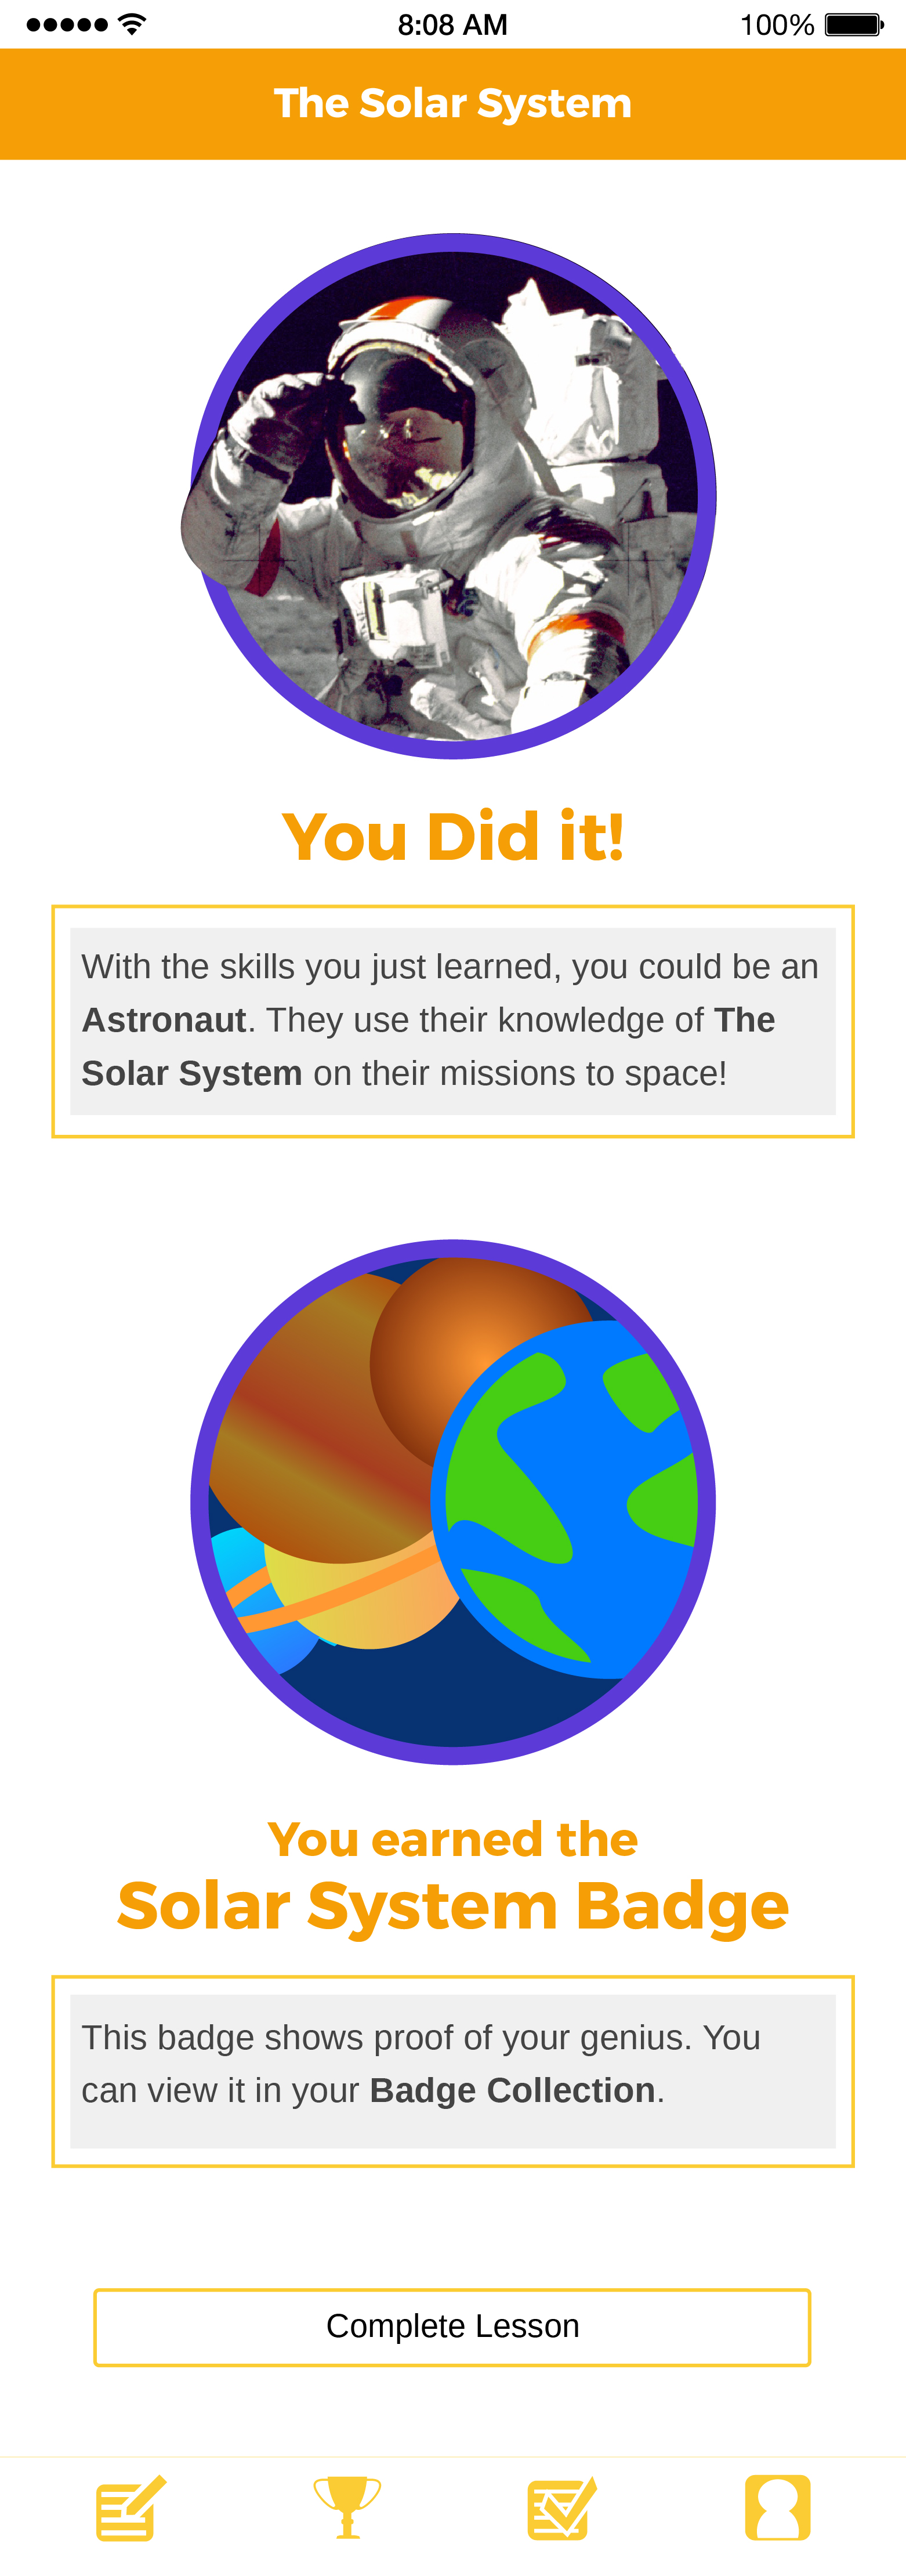 8:08 AM 100%
The Solar System
You Did it!
With the skills you just learned, you could be an
Astronaut. They use their knowledge of The
Solar System on their missions to space!
You earned the
Solar System Badge
This badge shows proof of your genius. You
can view it in your Badge Collection.
Complete Lesson